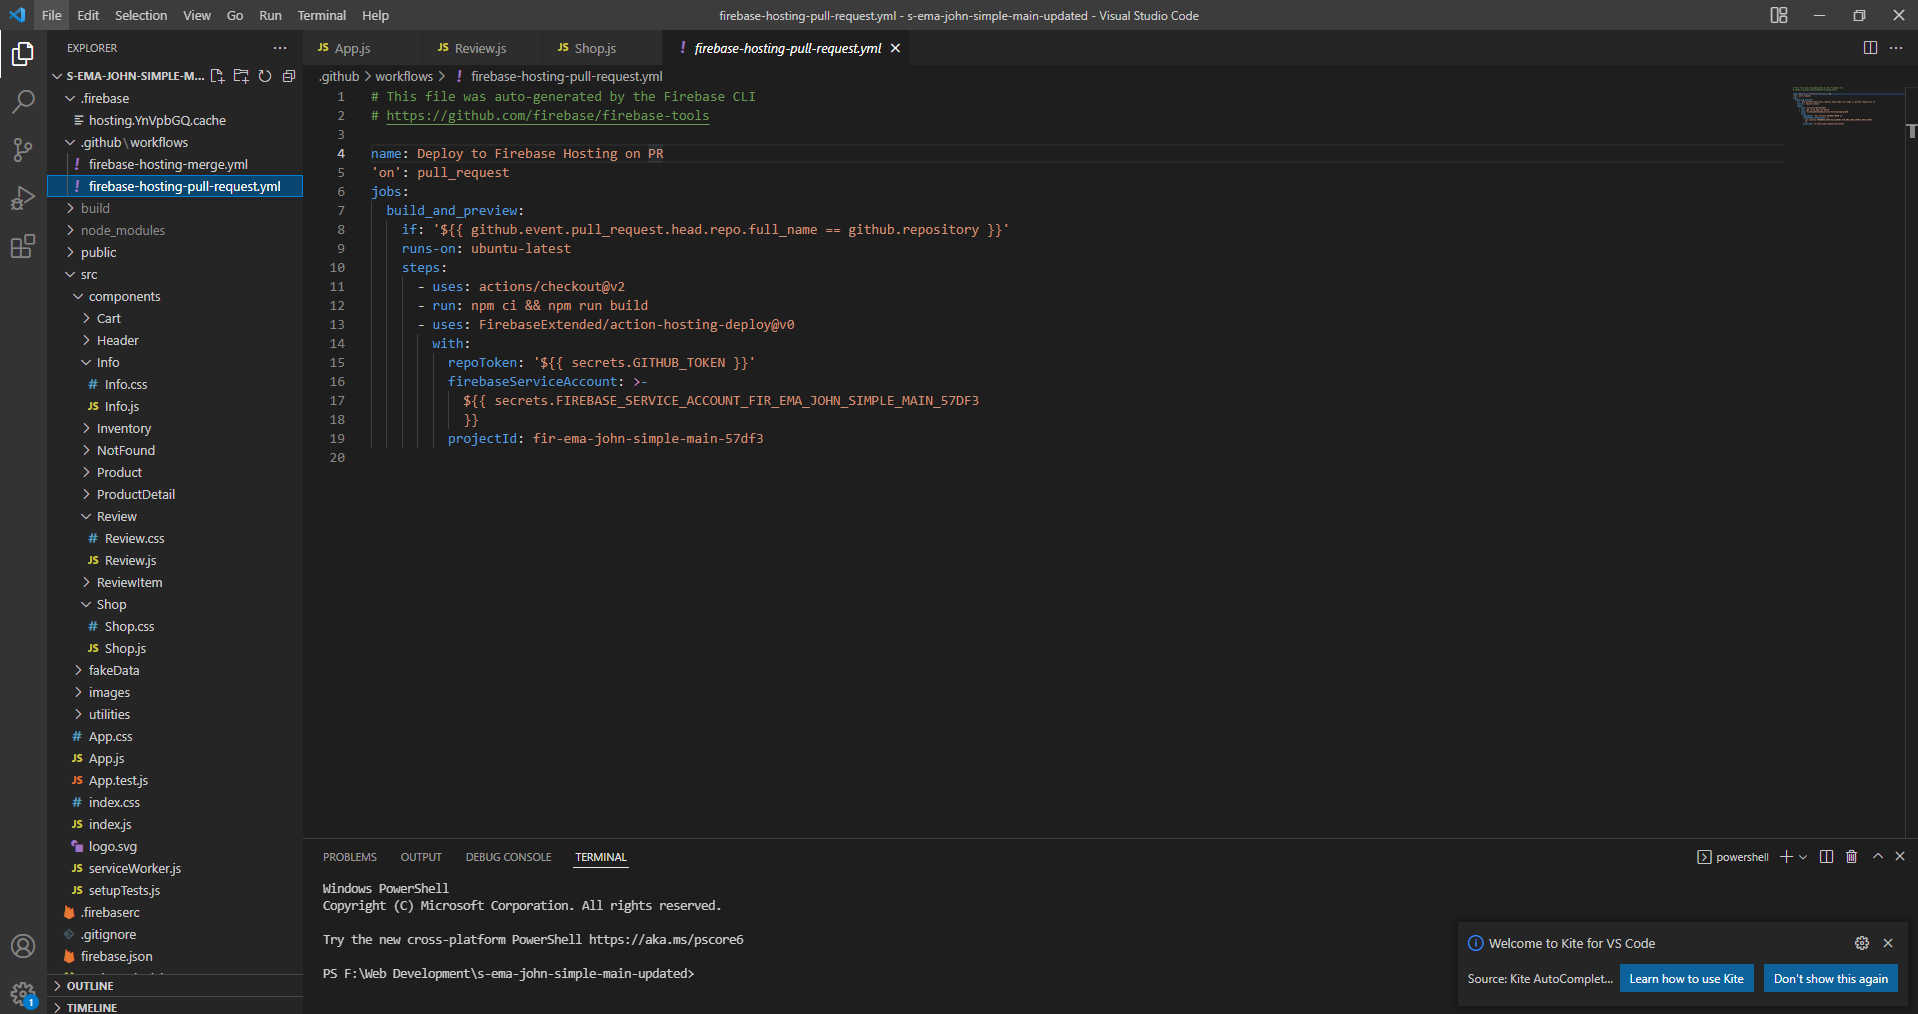 File Edit Selection View Go Run Terminal Help
firebase-hosting-pull-request.yml - s-ema-john-simple-main-updated - Visual Studio Code
EXPLORER
S-EMA-JOHN-SIMPLE-M...
.firebase
hosting.YnVpbGQ.cache
.github\workflows
! firebase-hosting-merge.yml
! firebase-hosting-pull-request.yml
build
node_modules
public
src
components
Cart
Header
Info
# Info.css
JS Info.js
Inventory
NotFound
Product
ProductDetail
Review
# Review.css
JS Review.js
ReviewItem
Shop
# Shop.css
JS Shop.js
fakeData
images
utilities
# App.css
JS App.js
JS App.test.js
# index.css
JS index.js
logo.svg
JS serviceWorker.js
JS setupTests.js
.firebaserc
.gitignore
firebase.json
OUTLINE
TIMELINE
1
JS App.js
JS Review.js
JS Shop.js
! firebase-hosting-pull-request.yml
.github > workflows > ! firebase-hosting-pull-request.yml
1 # This file was auto-generated by the Firebase CLI
2 # https://github.com/firebase/firebase-tools
3
4 name: Deploy to Firebase Hosting on PR
5 'on': pull_request
6 jobs:
7 build_and_preview:
8 if: '${{ github.event.pull_request.head.repo.full_name == github.repository }}'
9 runs-on: ubuntu-latest
10 steps:
11 - uses: actions/checkout@v2
12 - run: npm ci && npm run build
13 - uses: FirebaseExtended/action-hosting-deploy@v0
14 with:
15 repoToken: '${{ secrets.GITHUB_TOKEN }}'
16 firebaseServiceAccount: >-
17 ${{ secrets.FIREBASE_SERVICE_ACCOUNT_FIR_EMA_JOHN_SIMPLE_MAIN_57DF3
18 }}
19 projectId: fir-ema-john-simple-main-57df3
20
PROBLEMS OUTPUT DEBUG CONSOLE TERMINAL
powershell
Windows PowerShell
Copyright (C) Microsoft Corporation. All rights reserved.
Try the new cross-platform PowerShell https://aka.ms/pscore6
PS F:\Web Development\s-ema-john-simple-main-updated>
Welcome to Kite for VS Code
Source: Kite AutoComplet...
Learn how to use Kite
Don't show this again